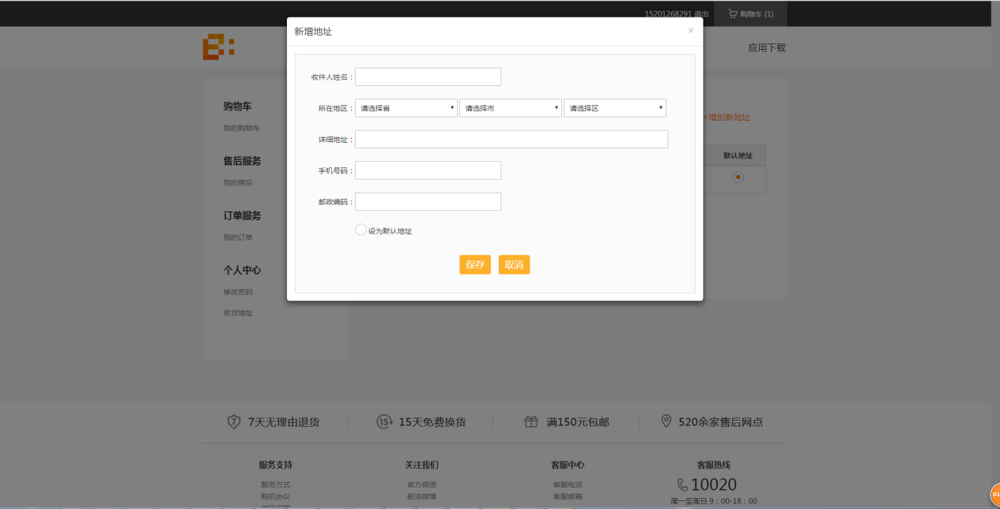 15201268291 退出 购物车 (1)
新增地址 ×
应用下载
收件人姓名：
所在地区： 请选择省 请选择市 请选择区
详细地址：
手机号码：
邮政编码：
设为默认地址
保存 取消
购物车
我的购物车
售后服务
我的售后
订单服务
我的订单
个人中心
修改密码
收货地址
+增加新地址
默认地址
7 7天无理由退货 15 15天免费换货 满150元包邮 520余家售后网点
服务支持 关注我们 客服中心 客服热线
服务方式 官方微信 客服电话 10020
购机协议 新浪微博 客服邮箱 周一至周日 9：00-18：00